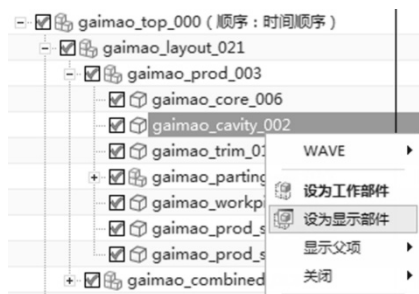 gaimao_top_000 (顺序：时间顺序)
gaimao_layout_021
gaimao_prod_003
gaimao_core_006
gaimao_cavity_002
gaimao_trim_01
gaimao_parting
gaimao_workp
gaimao_prod_s
gaimao_prod_s
gaimao_combined
WAVE
设为工作部件
设为显示部件
显示父项
关闭